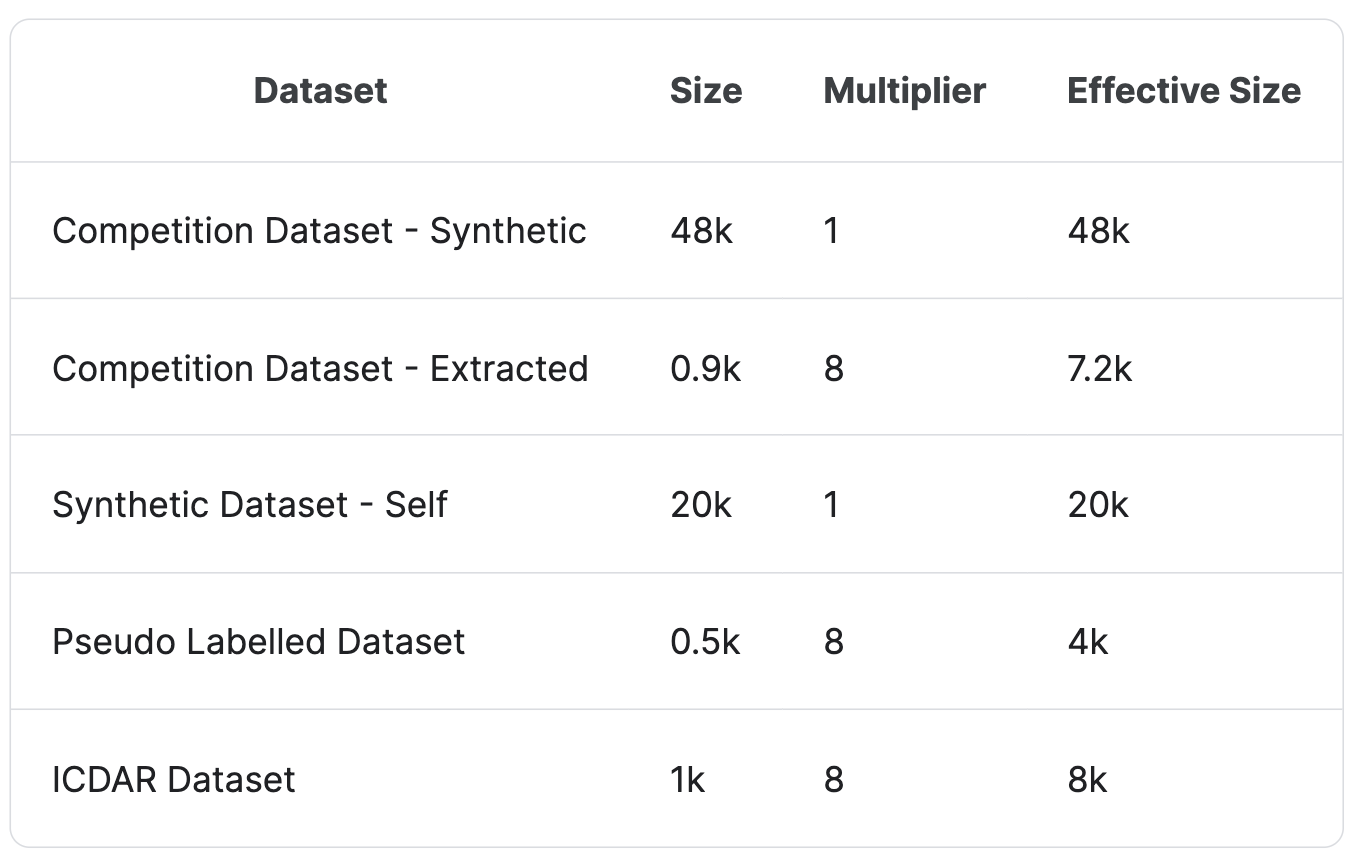 Dataset Size Multiplier Effective Size
Competition Dataset - Synthetic 48k 1 48k
Competition Dataset - Extracted 0.9k 8 7.2k
Synthetic Dataset - Self 20k 1 20k
Pseudo Labelled Dataset 0.5k 8 4k
ICDAR Dataset 1k 8 8k